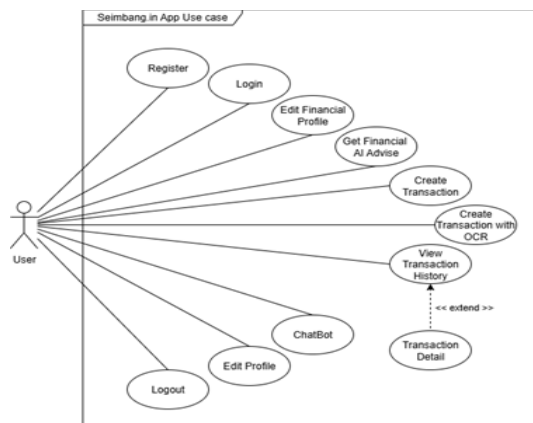 Seimbang.in App Use case
Register
Login
Edit Financial
Profile
Get Financial
AI Advise
Create
Transaction
Create
Transaction with
OCR
User
View
Transaction
History
<< extend >>
ChatBot
Transaction
Detail
Edit Profile
Logout